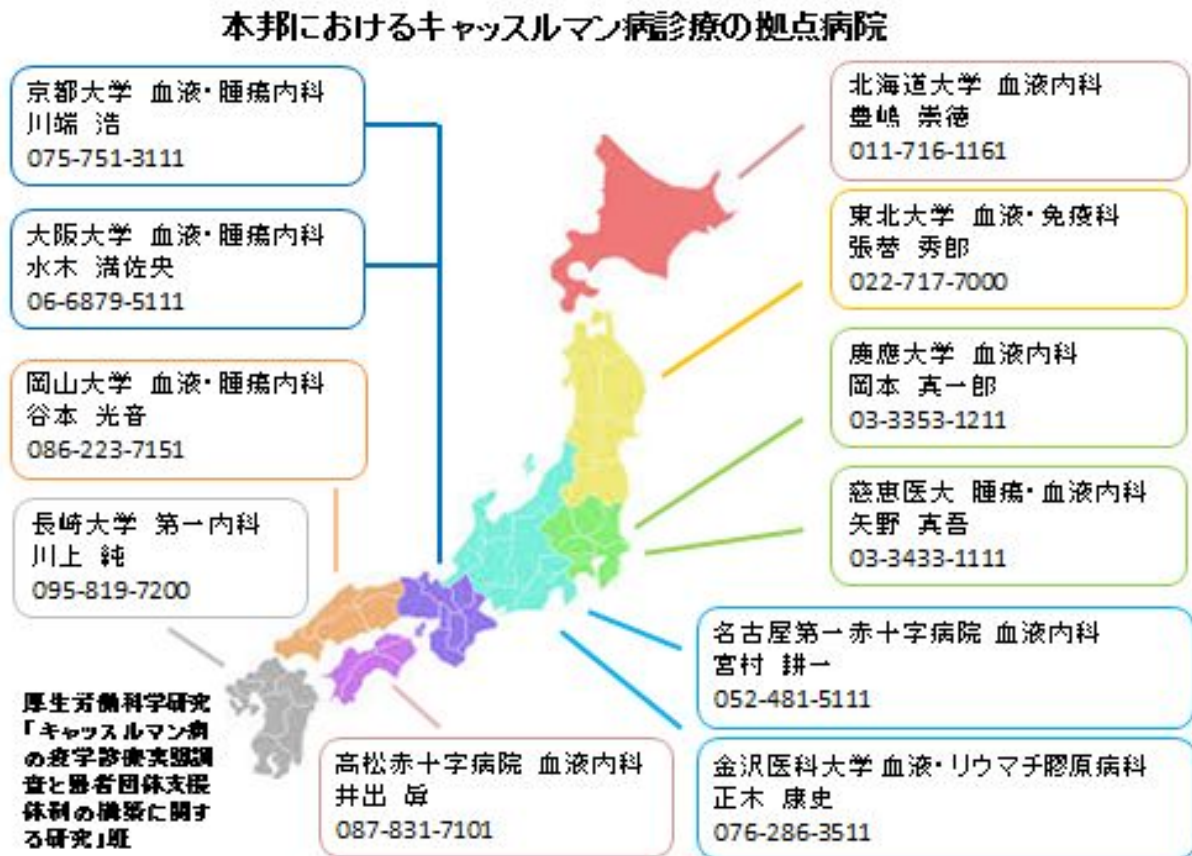 本邦におけるキャッスルマン病診療の拠点病院
京都大学 血液・腫瘍内科
川端 浩
075-751-3111
大阪大学 血液・腫瘍内科
水木 満佐央
06-6879-5111
岡山大学 血液・腫瘍内科
谷本 光音
086-223-7151
長崎大学 第一内科
川上 純
095-819-7200
北海道大学 血液内科
豊嶋 崇徳
011-716-1161
東北大学 血液・免疫科
張替 秀郎
022-717-7000
慶應大学 血液内科
岡本 真一郎
03-3353-1211
慈恵医大 腫瘍・血液内科
矢野 真吾
03-3433-1111
名古屋第一赤十字病院 血液内科
宮村 耕一
052-481-5111
金沢医科大学 血液・リウマチ膠原病科
正木 康史
076-286-3511
高松赤十字病院 血液内科
井出 眞
087-831-7101
厚生労働科学研究
「キャッスルマン病
の疫学診療実態調
査と患者団体支援
体制の構築に関す
る研究」班